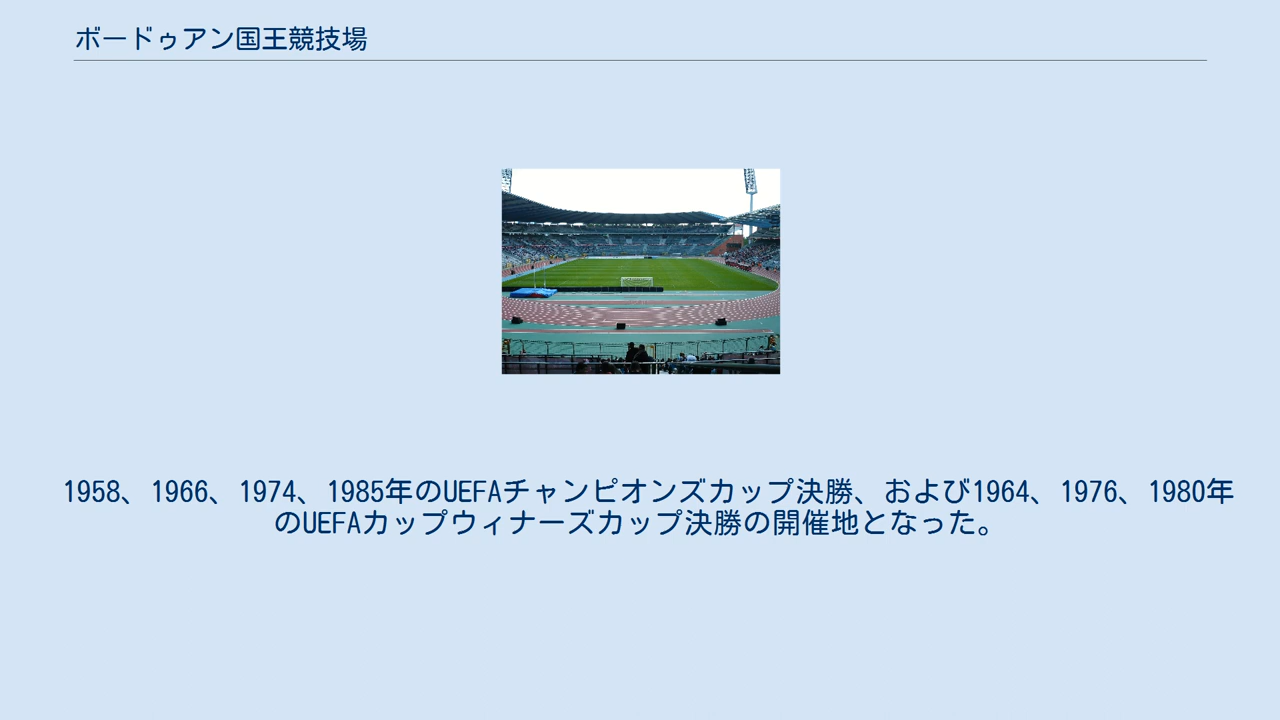 ボードゥアン国王競技場
1958、1966、1974、1985年のUEFAチャンピオンズカップ決勝、および1964、1976、1980年
のUEFAカップウィナーズカップ決勝の開催地となった。